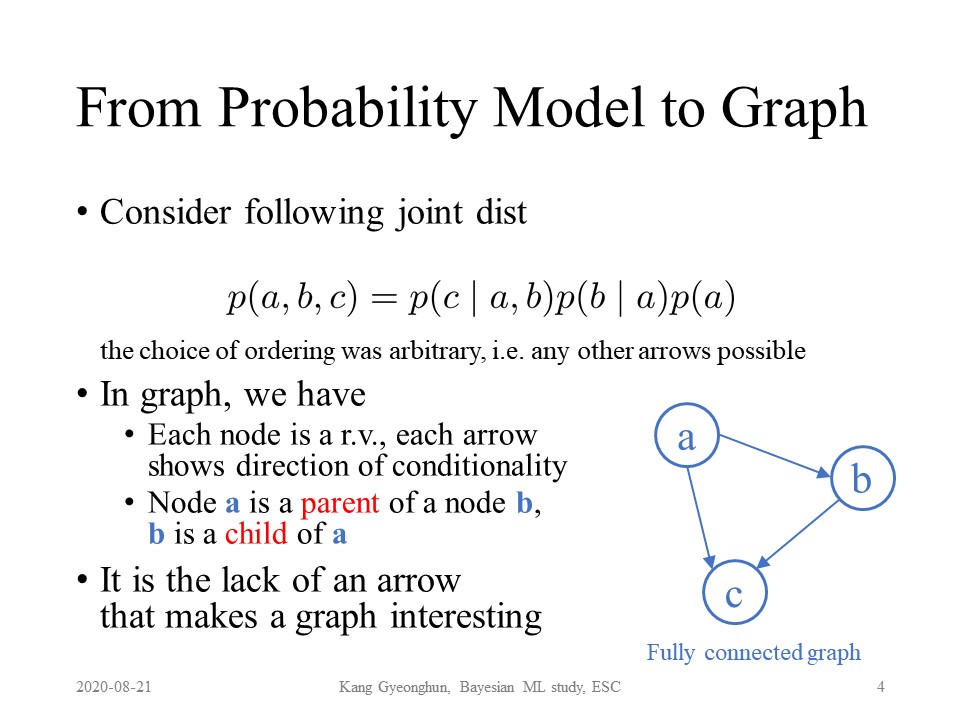 From Probability Model to Graph
• Consider following joint dist
p(a, b, c) = p(c | a, b)p(b | a)p(a)
the choice of ordering was arbitrary, i.e. any other arrows possible
• In graph, we have
• Each node is a r.v., each arrow
shows direction of conditionality
• Node a is a parent of a node b,
b is a child of a
• It is the lack of an arrow
that makes a graph interesting
a
b
c
Fully connected graph
2020-08-21
Kang Gyeonghun, Bayesian ML study, ESC
4